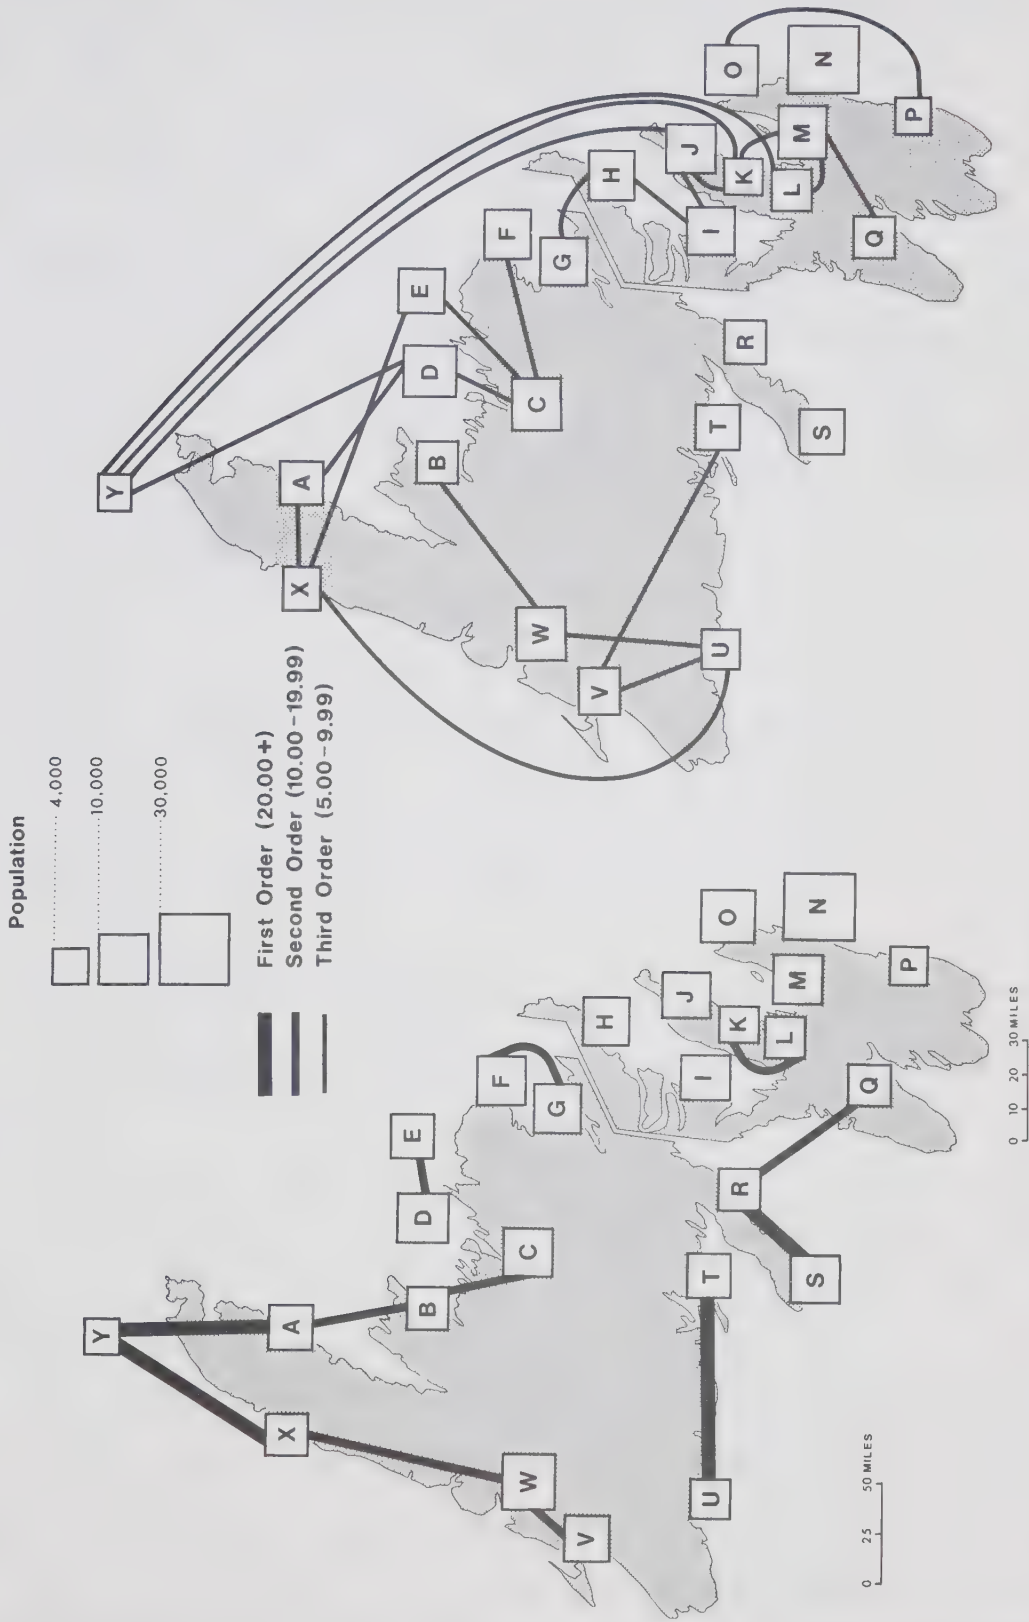 Population
4,000
10,000
30,000
First Order (20.00+)
Second Order (10.00-19.99)
Third Order (5.00-9.99)
Y
X
A
B
C
D
E
F
G
H
I
J
K
L
M
N
O
P
Q
R
S
T
U
V
W
0 25 50 MILES
0 10 20 30 MILES
Y
X
A
B
C
D
E
F
G
H
I
J
K
L
M
N
O
P
Q
R
S
T
U
V
W